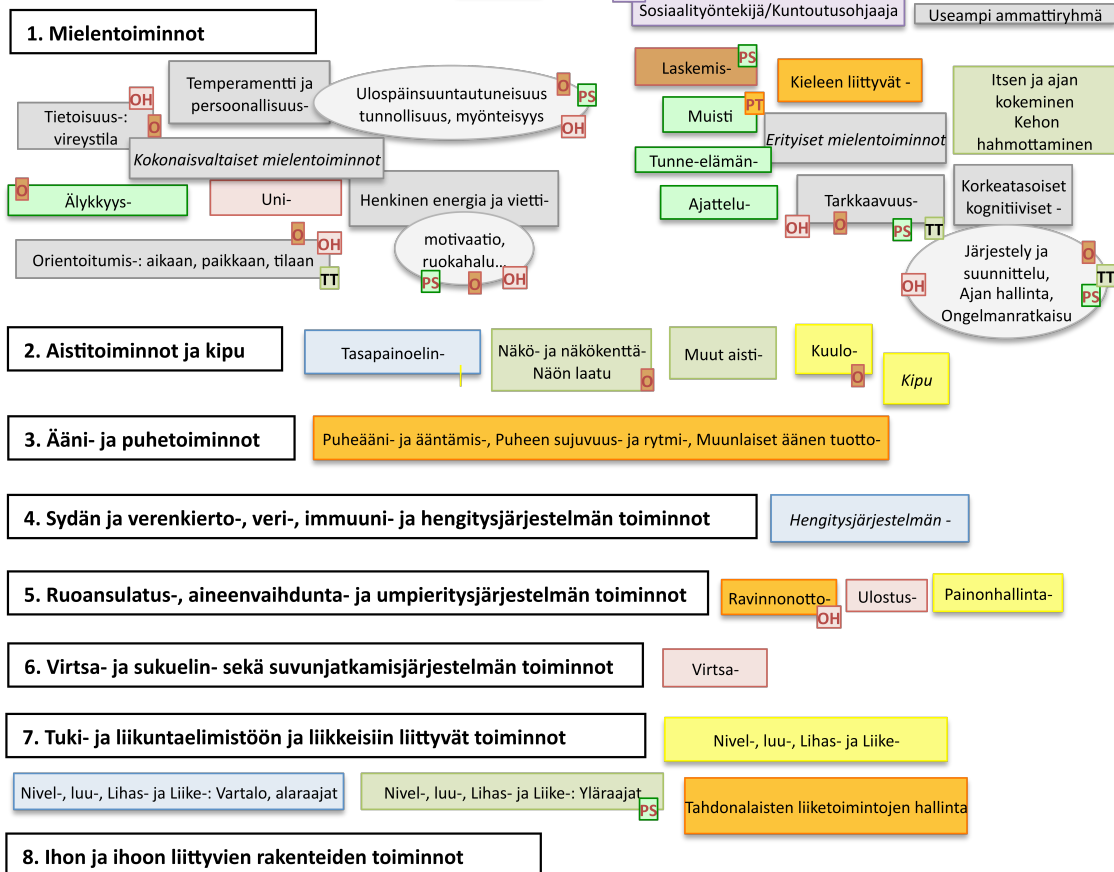 Sosiaalityöntekijä/Kuntoutusohjaaja
Useampi ammattiryhmä
1. Mielentoiminnot
Temperamentti ja
persoonallisuus-
Ulospäinsuuntautuneisuus
tunnollisuus, myönteisyys
O
PS
OH
OH
Tietoisuus-:
vireystila
O
Kokonaisvaltaiset mielentoiminnot
O
Älykkyys-
Uni-
Henkinen energia ja vietti-
motivaatio,
ruokahalu...
PS
O
OH
O
OH
Orientoitumis-: aikaan, paikkaan, tilaan
TT
Laskemis-
PS
Kieleen liittyvät -
Itsen ja ajan
kokeminen
Kehon
hahmottaminen
Muisti
PT
Erityiset mielentoiminnot
Tunne-elämän-
Ajattelu-
Tarkkaavuus-
OH
O
PS
TT
Korkeatasoiset
kognitiiviset -
Järjestely ja
suunnittelu,
Ajan hallinta,
Ongelmanratkaisu
OH
O
TT
PS
2. Aistitoiminnot ja kipu
Tasapainoelin-
Näkö- ja näkökenttä-
Näön laatu
O
Muut aisti-
Kuulo-
O
Kipu
3. Ääni- ja puhetoiminnot
Puheääni- ja ääntämis-, Puheen sujuvuus- ja rytmi-, Muunlaiset äänen tuotto-
4. Sydän ja verenkierto-, veri-, immuuni- ja hengitysjärjestelmän toiminnot
Hengitysjärjestelmän -
5. Ruoansulatus-, aineenvaihdunta- ja umpieritysjärjestelmän toiminnot
Ravinnonotto-
OH
Ulostus-
Painonhallinta-
6. Virtsa- ja sukuelin- sekä suvunjatkamisjärjestelmän toiminnot
Virtsa-
7. Tuki- ja liikuntaelimistöön ja liikkeisiin liittyvät toiminnot
Nivel-, luu-, Lihas- ja Liike-
Nivel-, luu-, Lihas- ja Liike-: Vartalo, alaraajat
Nivel-, luu-, Lihas- ja Liike-: Yläraajat
PS
Tahdonalaisten liiketoimintojen hallinta
8. Ihon ja ihoon liittyvien rakenteiden toiminnot